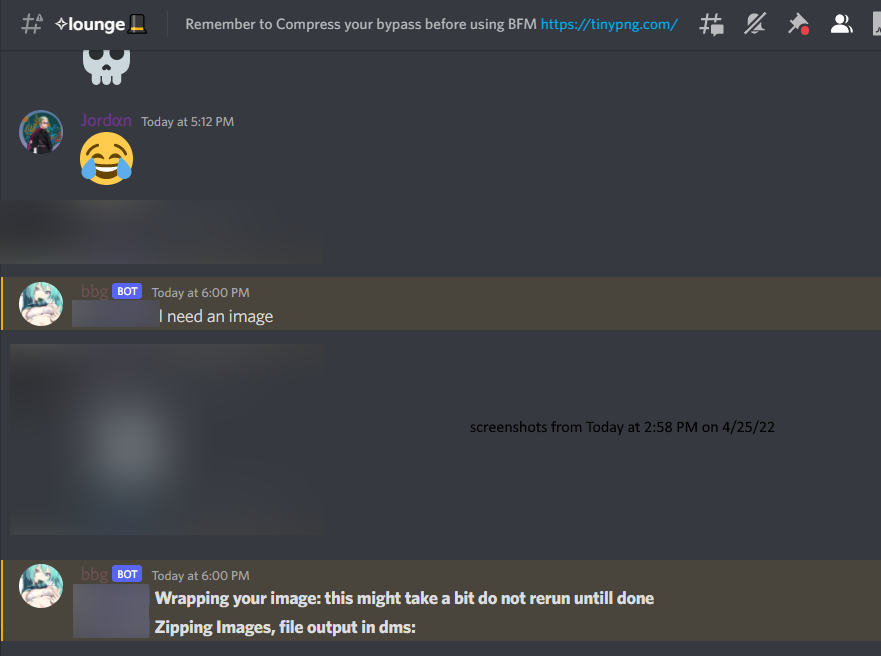 ✧lounge
Remember to Compress your bypass before using BFM https://tinypng.com/
Jordαn Today at 5:12 PM
bbg BOT Today at 6:00 PM
I need an image
screenshots from Today at 2:58 PM on 4/25/22
bbg BOT Today at 6:00 PM
Wrapping your image: this might take a bit do not rerun untill done
Zipping Images, file output in dms: